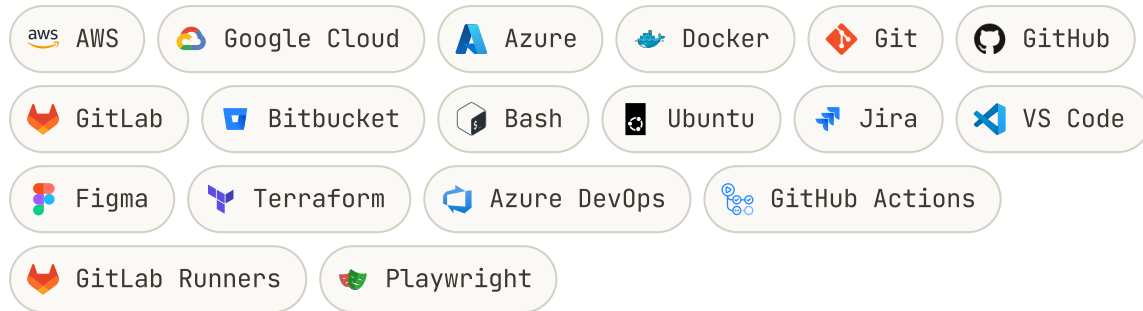 aws AWS Google Cloud Azure Docker Git GitHub
GitLab Bitbucket $ Bash Ubuntu Jira VS Code
Figma Terraform Azure DevOps GitHub Actions
GitLab Runners Playwright